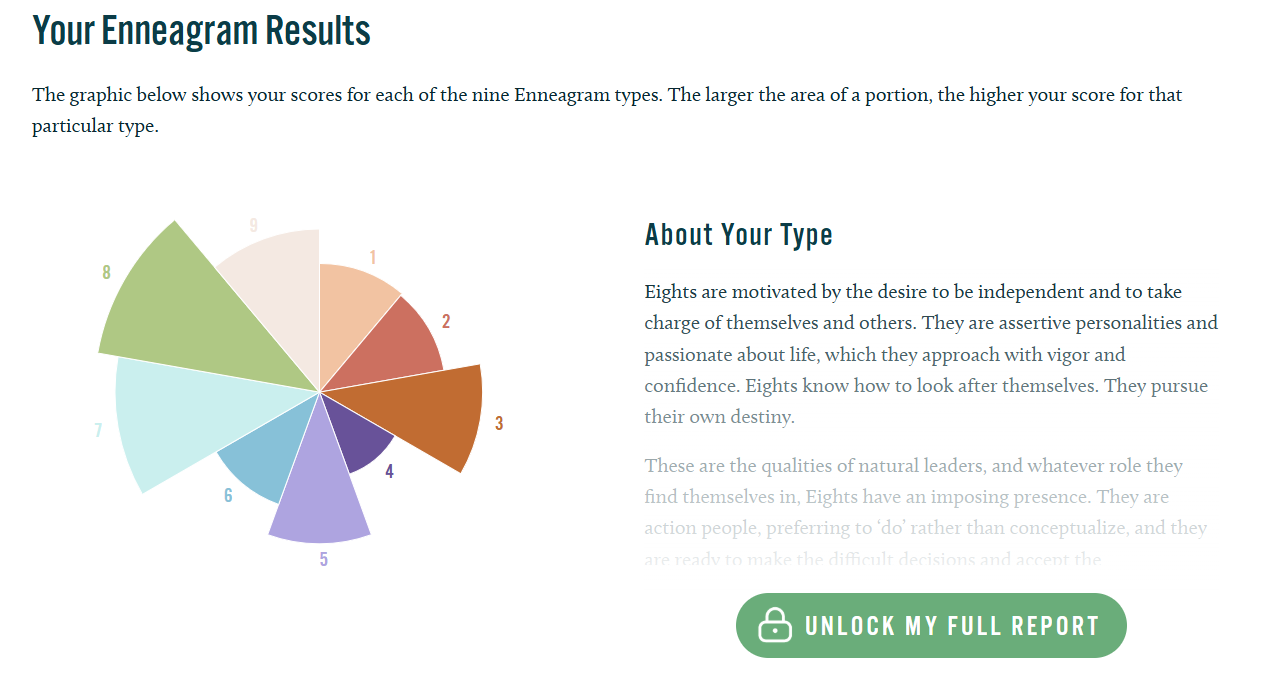 Your Enneagram Results
The graphic below shows your scores for each of the nine Enneagram types. The larger the area of a portion, the higher your score for that
particular type.
9
1
8
2
3
7
4
6
5
About Your Type
Eights are motivated by the desire to be independent and to take
charge of themselves and others. They are assertive personalities and
passionate about life, which they approach with vigor and
confidence. Eights know how to look after themselves. They pursue
their own destiny.
These are the qualities of natural leaders, and whatever role they
find themselves in, Eights have an imposing presence. They are
action people, preferring to ‘do’ rather than conceptualize, and they
are ready to make the difficult decisions and accept the
UNLOCK MY FULL REPORT